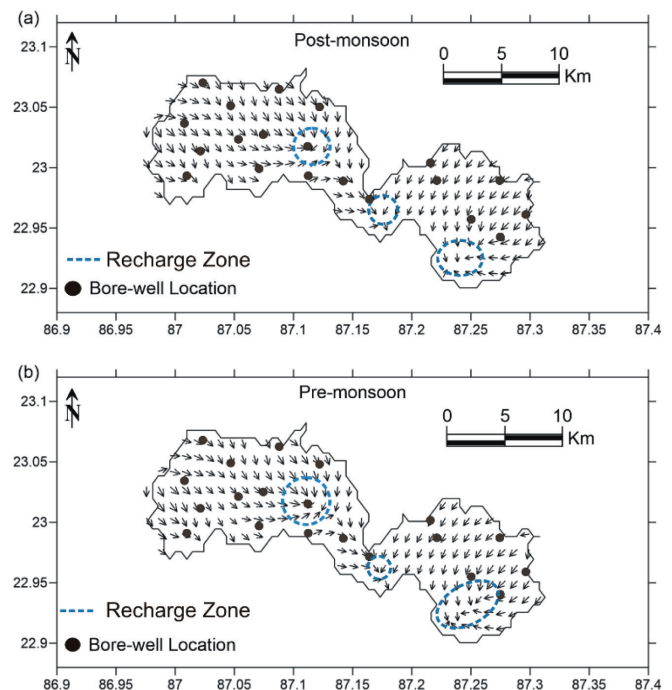 (a)
Post-monsoon
N
0 5 10
Km
23.1
23.05
23
22.95
22.9
Recharge Zone
Bore-well Location
86.9 86.95 87 87.05 87.1 87.15 87.2 87.25 87.3 87.35 87.4
(b)
Pre-monsoon
N
0 5 10
Km
23.1
23.05
23
22.95
22.9
Recharge Zone
Bore-well Location
86.9 86.95 87 87.05 87.1 87.15 87.2 87.25 87.3 87.35 87.4